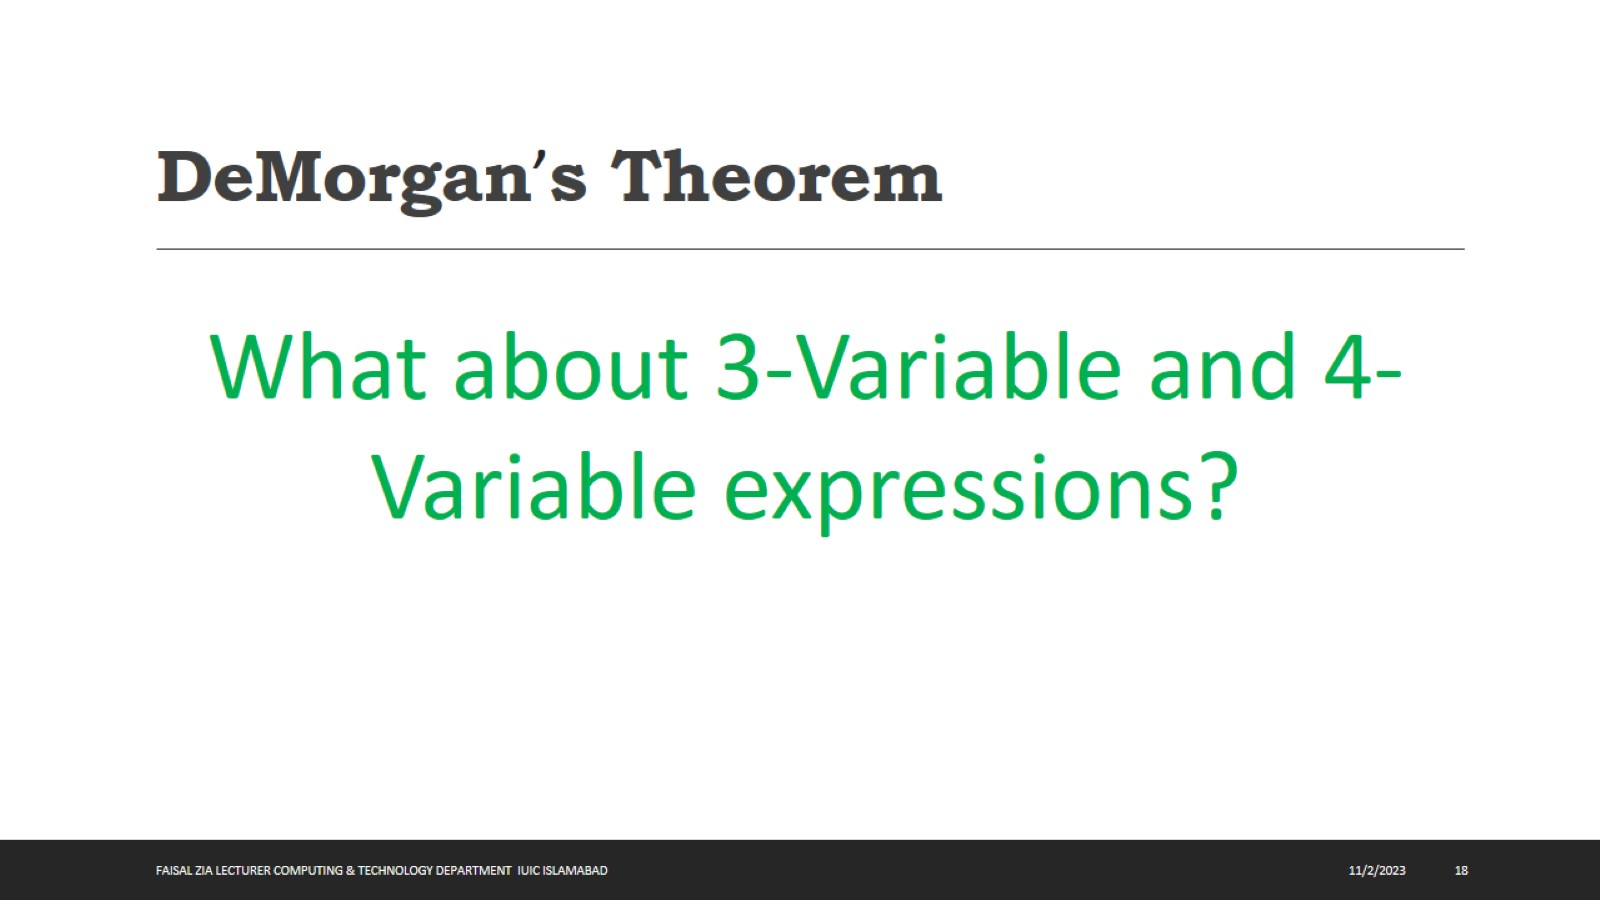 DeMorgan’s Theorem
What about 3-Variable and 4-
Variable expressions?
FAISAL ZIA LECTURER COMPUTING & TECHNOLOGY DEPARTMENT IUIC ISLAMABAD
11/2/2023
18